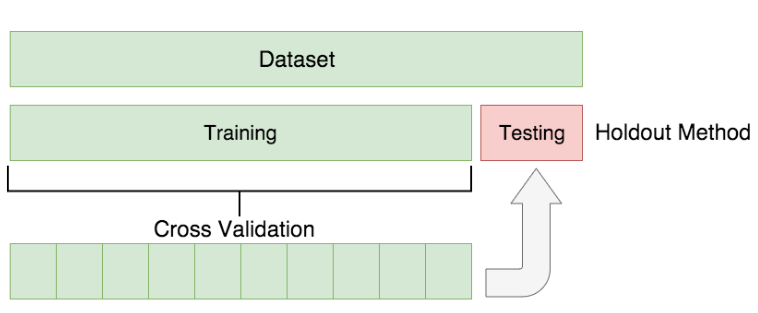 Dataset
Training
Testing
Holdout Method
Cross Validation